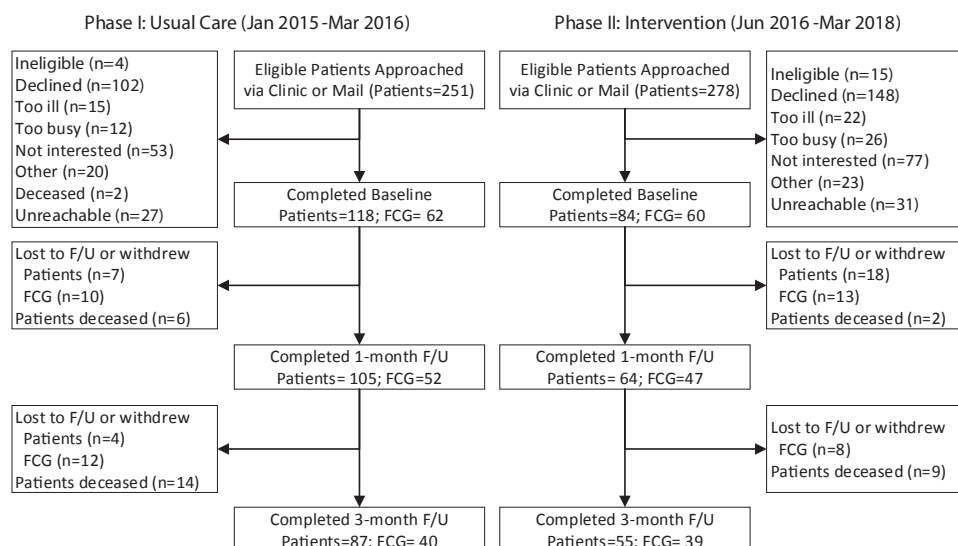 Phase I: Usual Care (Jan 2015 -Mar 2016)
Ineligible (n=4)
Declined (n=102)
Too ill (n=15)
Too busy (n=12)
Not interested (n=53)
Other (n=20)
Deceased (n=2)
Unreachable (n=27)
Eligible Patients Approached
via Clinic or Mail (Patients=251)
Completed Baseline
Patients=118; FCG= 62
Lost to F/U or withdrew
Patients (n=7)
FCG (n=10)
Patients deceased (n=6)
Completed 1-month F/U
Patients= 105; FCG=52
Lost to F/U or withdrew
Patients (n=4)
FCG (n=12)
Patients deceased (n=14)
Completed 3-month F/U
Patients=87; FCG= 40
Phase II: Intervention (Jun 2016 -Mar 2018)
Eligible Patients Approached
via Clinic or Mail (Patients=278)
Ineligible (n=15)
Declined (n=148)
Too ill (n=22)
Too busy (n=26)
Not interested (n=77)
Other (n=23)
Unreachable (n=31)
Completed Baseline
Patients=84; FCG= 60
Lost to F/U or withdrew
Patients (n=18)
FCG (n=13)
Patients deceased (n=2)
Completed 1-month F/U
Patients= 64; FCG=47
Lost to F/U or withdrew
FCG (n=8)
Patients deceased (n=9)
Completed 3-month F/U
Patients=55; FCG= 39